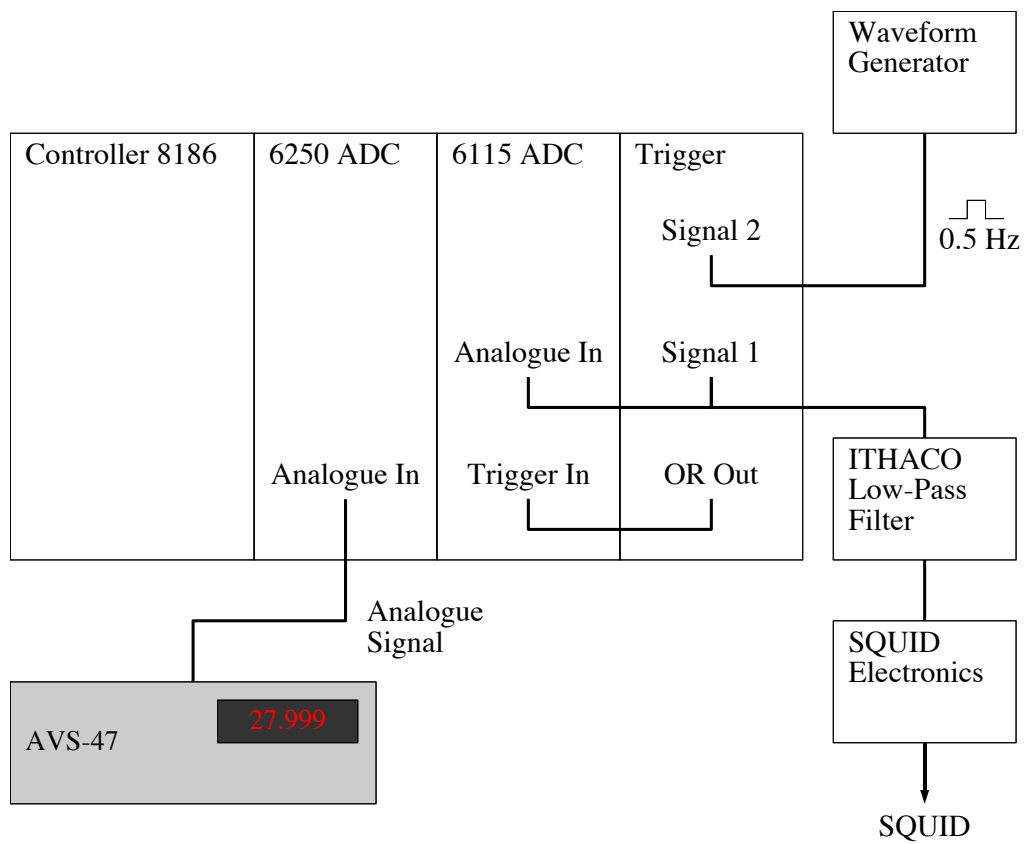 Waveform
Generator
Controller 8186
6250 ADC
6115 ADC
Trigger
Signal 2
0.5 Hz
Analogue In
Signal 1
Analogue In
Trigger In
OR Out
ITHACO
Low-Pass
Filter
Analogue
Signal
SQUID
Electronics
27.999
AVS-47
SQUID